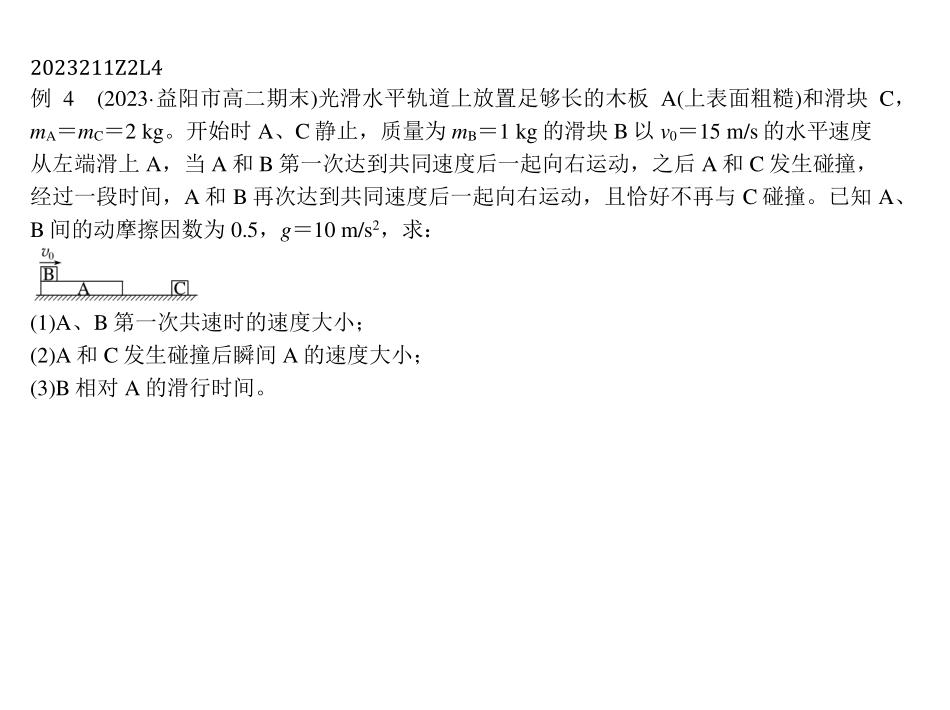 2023211Z2L4
例 4 (2023·益阳市高二期末)光滑水平轨道上放置足够长的木板 A(上表面粗糙)和滑块 C，
mA＝mC＝2 kg。开始时 A、C 静止，质量为 mB＝1 kg 的滑块 B 以 v0＝15 m/s 的水平速度
从左端滑上 A，当 A 和 B 第一次达到共同速度后一起向右运动，之后 A 和 C 发生碰撞，
经过一段时间，A 和 B 再次达到共同速度后一起向右运动，且恰好不再与 C 碰撞。已知 A、
B 间的动摩擦因数为 0.5，g＝10 m/s²，求：
v0
B
A C
(1)A、B 第一次共速时的速度大小；
(2)A 和 C 发生碰撞后瞬间 A 的速度大小；
(3)B 相对 A 的滑行时间。